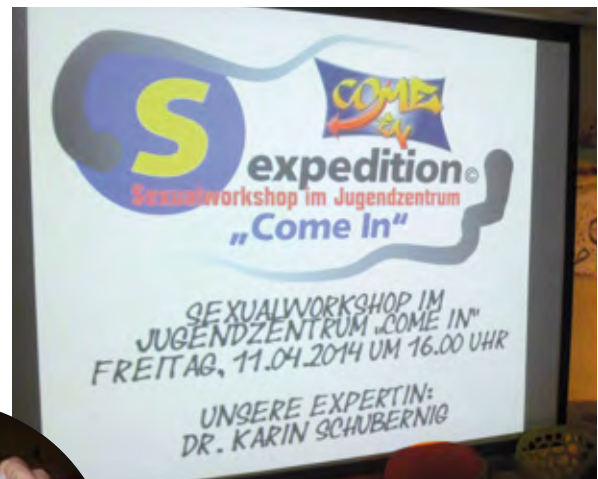 COME
IN
S expedition©
Sexualworkshop im Jugendzentrum
„Come In“
SEXUALWORKSHOP IM
JUGENDZENTRUM „COME IN“
FREITAG, 11.04.2014 UM 16.00 UHR
UNSERE EXPERTIN:
DR. KARIN SCHUBERNIG